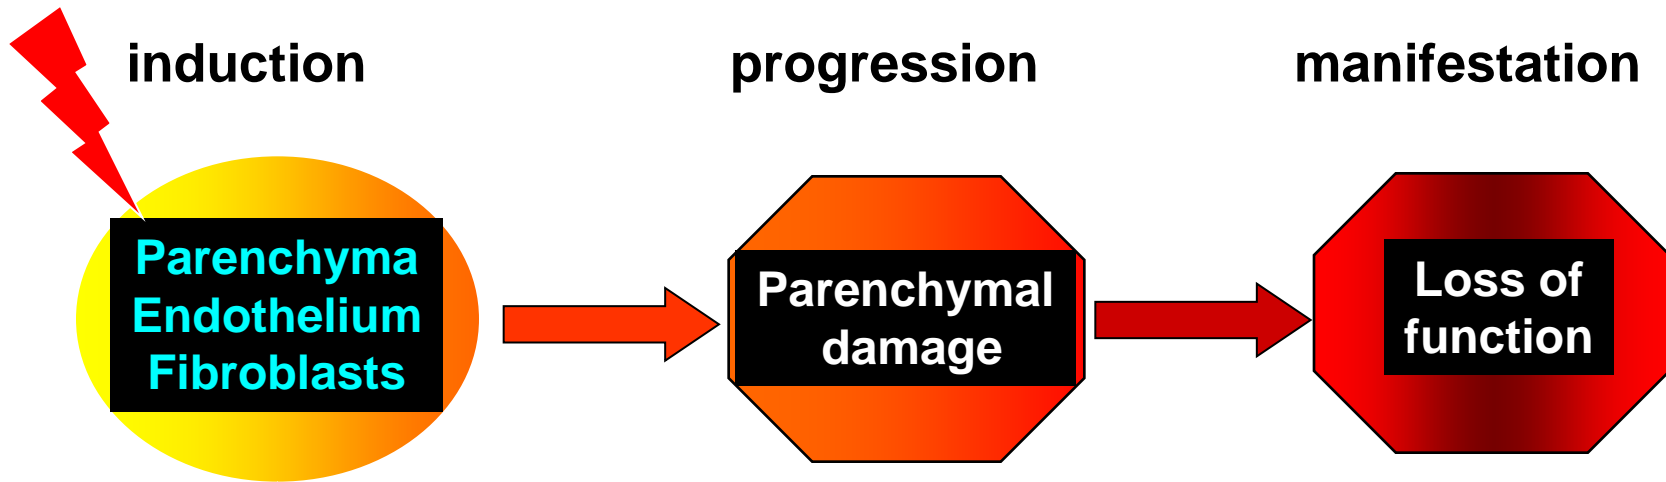 induction
progression
manifestation
Parenchyma
Endothelium
Fibroblasts
Parenchymal
damage
Loss of
function